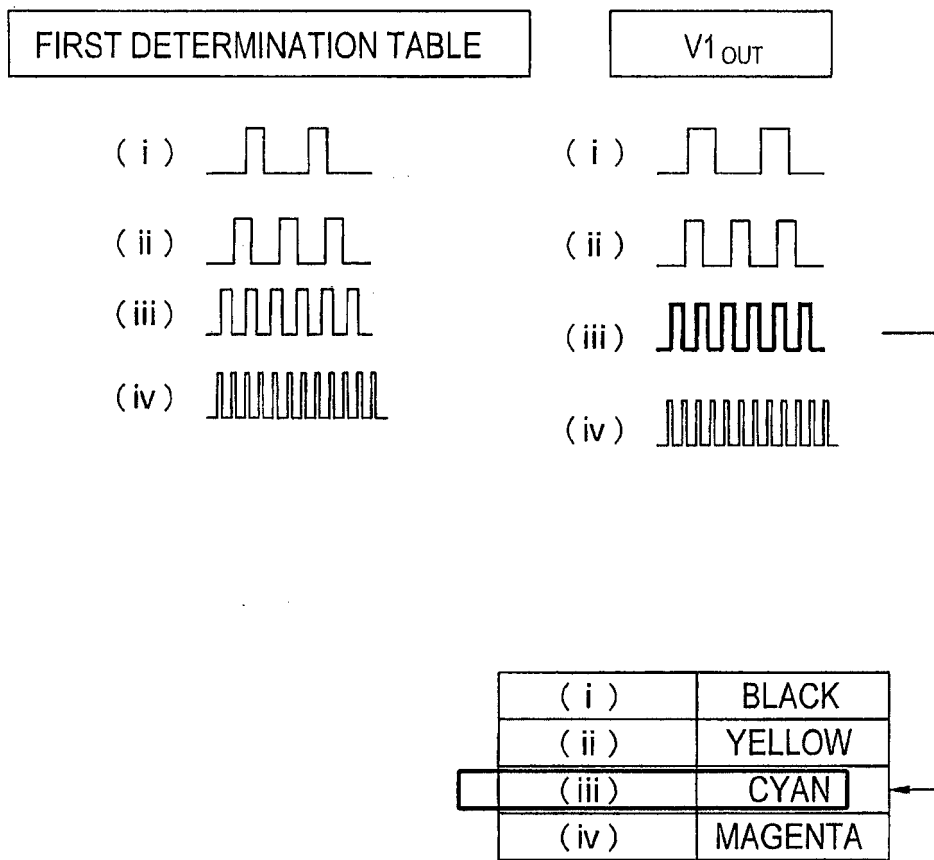 FIRST DETERMINATION TABLE
V1OUT
( i )
( ii )
( iii )
( iv )
( i )
( ii )
( iii )
( iv )
( i ) BLACK
( ii ) YELLOW
( iii ) CYAN
( iv ) MAGENTA